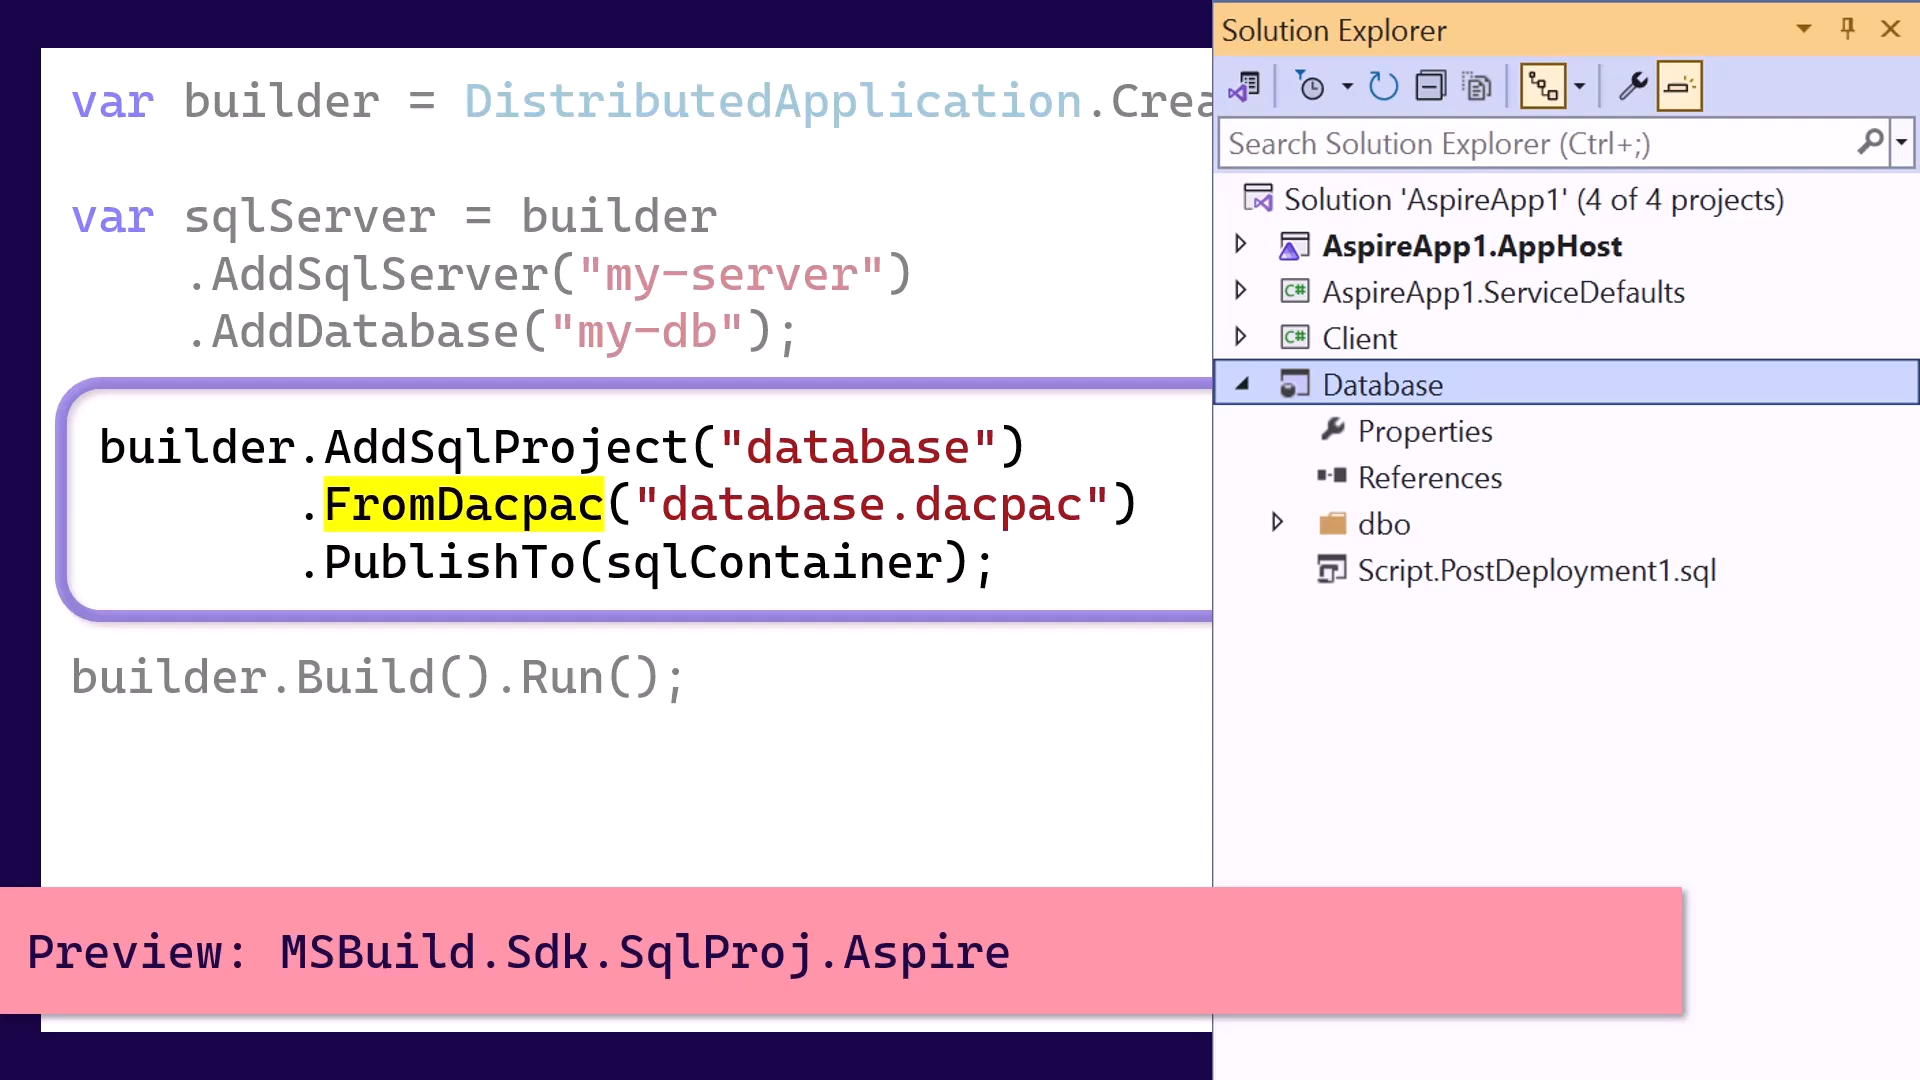 var builder = DistributedApplication.Crea
var sqlServer = builder
.AddSqlServer("my-server")
.AddDatabase("my-db");
builder.AddSqlProject("database")
.FromDacpac("database.dacpac")
.PublishTo(sqlContainer);
builder.Build().Run();
Preview: MSBuild.Sdk.SqlProj.Aspire
Solution Explorer
Search Solution Explorer (Ctrl+;)
Solution 'AspireApp1' (4 of 4 projects)
AspireApp1.AppHost
C# AspireApp1.ServiceDefaults
C# Client
Database
Properties
References
dbo
Script.PostDeployment1.sql